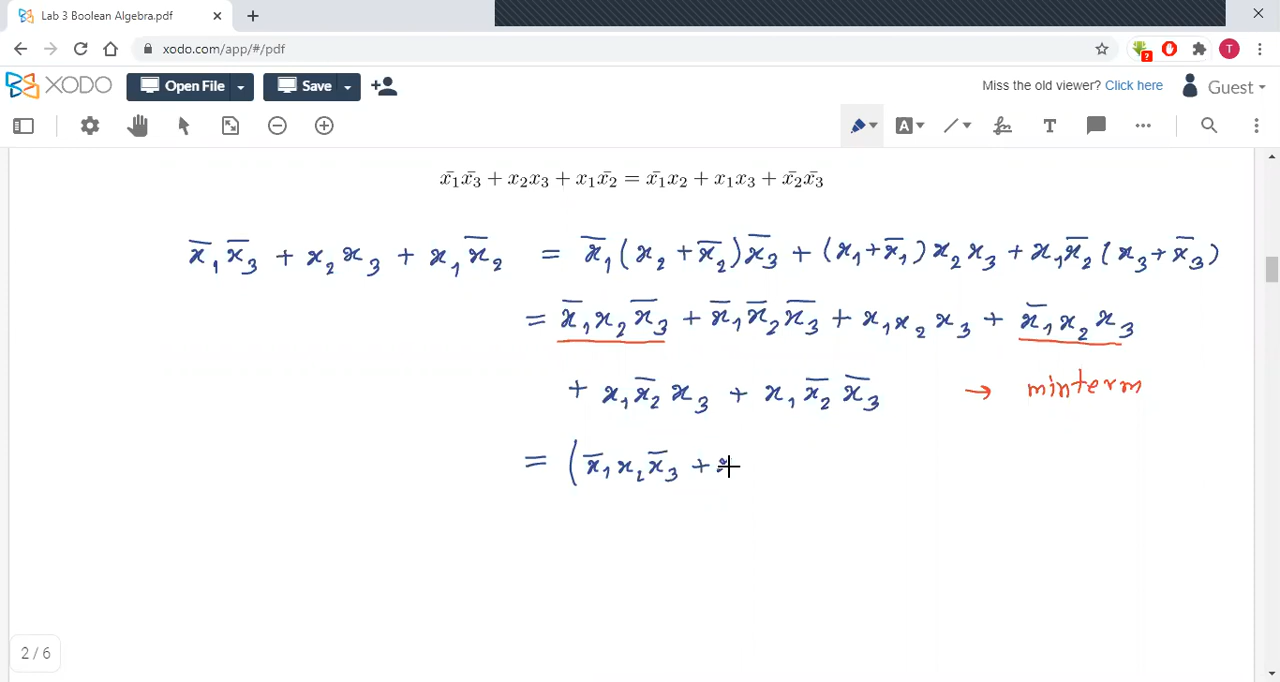 Lab 3 Boolean Algebra.pdf
xodo.com/app/#/pdf
? T
XODO Open File Save Miss the old viewer? Click here Guest
A T
x̄₁x̄₃ + x₂x₃ + x₁x̄₂ = x̄₁x₂ + x₁x₃ + x̄₂x̄₃
x̄₁x̄₃ + x₂x₃ + x₁x̄₂ = x̄₁(x₂ + x̄₂)x̄₃ + (x₁ + x̄₁)x₂x₃ + x₁x̄₂(x₃ + x̄₃)
= x̄₁x₂x̄₃ + x̄₁x̄₂x̄₃ + x₁x₂x₃ + x̄₁x₂x₃
+ x₁x̄₂x₃ + x₁x̄₂x̄₃ → minterm
= (x̄₁x₂x̄₃ +
2 / 6